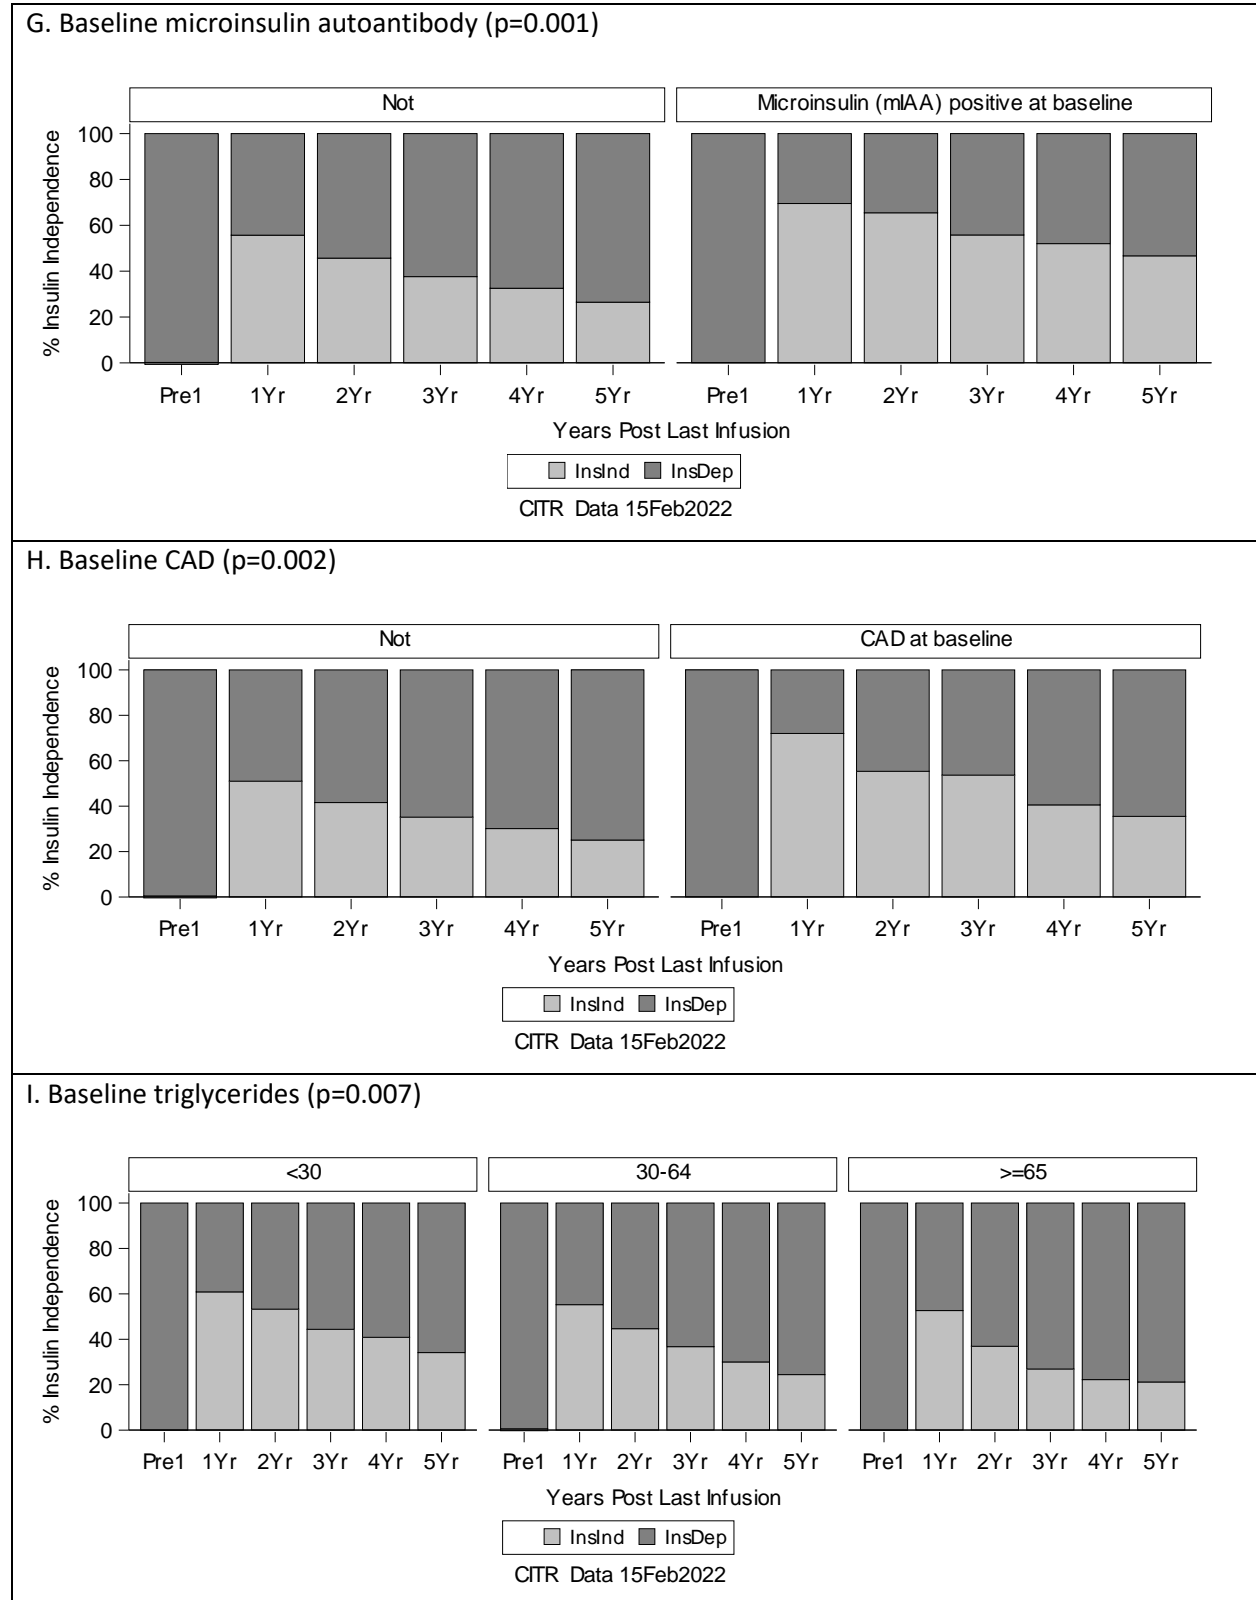 G. Baseline microinsulin autoantibody (p=0.001)
Not Microinsulin (mIAA) positive at baseline
% Insulin Independence
100
80
60
40
20
0
Pre1 1Yr 2Yr 3Yr 4Yr 5Yr Pre1 1Yr 2Yr 3Yr 4Yr 5Yr
Years Post Last Infusion
InsInd InsDep
CITR Data 15Feb2022
H. Baseline CAD (p=0.002)
Not CAD at baseline
% Insulin Independence
100
80
60
40
20
0
Pre1 1Yr 2Yr 3Yr 4Yr 5Yr Pre1 1Yr 2Yr 3Yr 4Yr 5Yr
Years Post Last Infusion
InsInd InsDep
CITR Data 15Feb2022
I. Baseline triglycerides (p=0.007)
<30 30-64 >=65
% Insulin Independence
100
80
60
40
20
0
Pre1 1Yr 2Yr 3Yr 4Yr 5Yr Pre1 1Yr 2Yr 3Yr 4Yr 5Yr Pre1 1Yr 2Yr 3Yr 4Yr 5Yr
Years Post Last Infusion
InsInd InsDep
CITR Data 15Feb2022